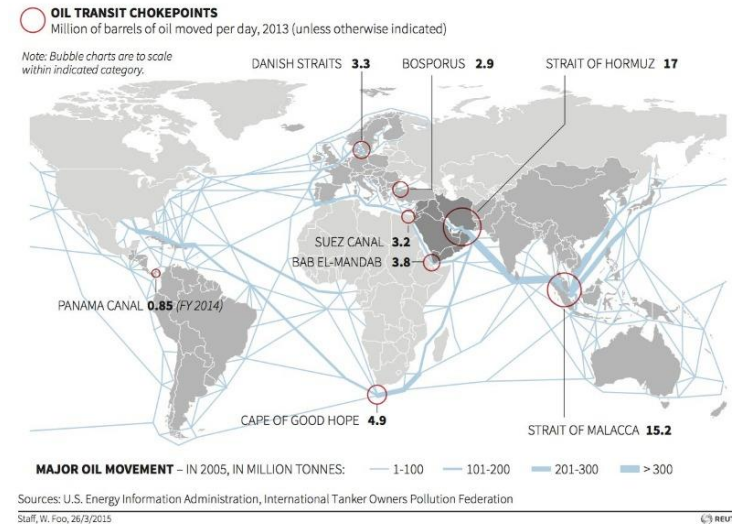 OIL TRANSIT CHOKEPOINTS
Million of barrels of oil moved per day, 2013 (unless otherwise indicated)
Note: Bubble charts are to scale
within indicated category.
DANISH STRAITS 3.3
BOSPORUS 2.9
STRAIT OF HORMUZ 17
SUEZ CANAL 3.2
BAB EL-MANDAB 3.8
PANAMA CANAL 0.85 (FY 2014)
CAPE OF GOOD HOPE 4.9
STRAIT OF MALACCA 15.2
MAJOR OIL MOVEMENT – IN 2005, IN MILLION TONNES: 1-100 101-200 201-300 > 300
Sources: U.S. Energy Information Administration, International Tanker Owners Pollution Federation
Staff, W. Foo, 26/3/2015